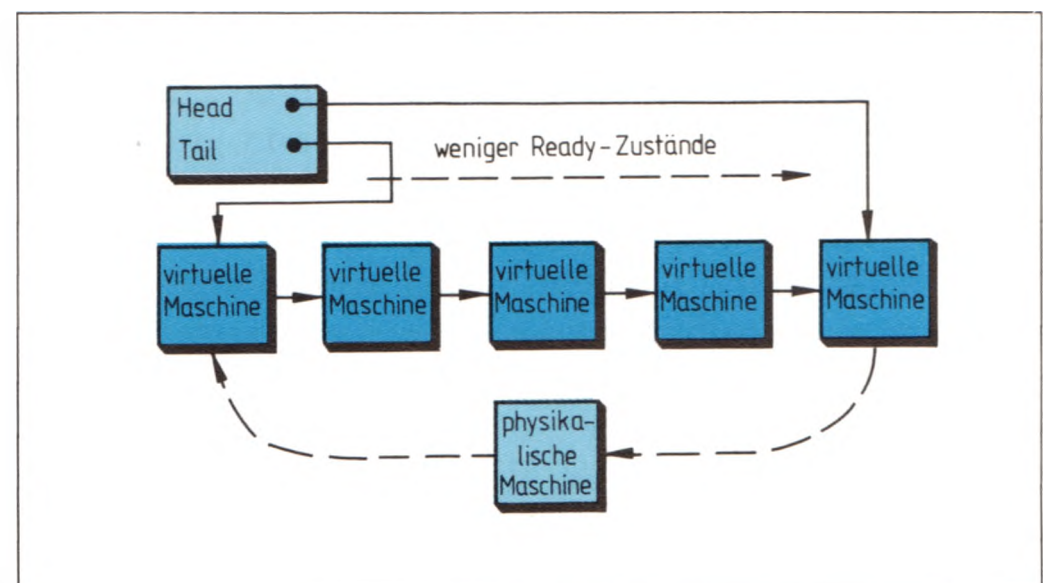 Head
Tail
weniger Ready-Zustände
virtuelle
Maschine
virtuelle
Maschine
virtuelle
Maschine
virtuelle
Maschine
virtuelle
Maschine
physika-
lische
Maschine